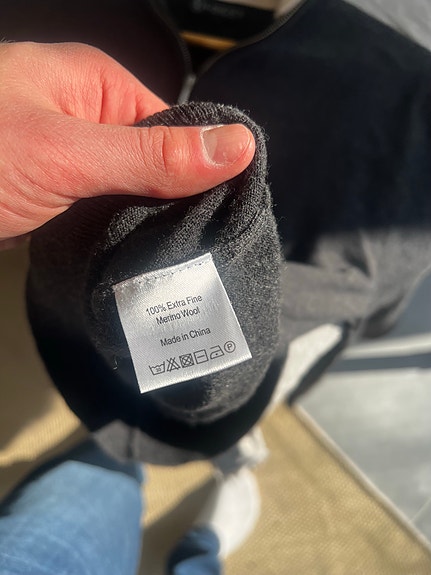 100% Extra Fine
Merino Wool
Made in China
P